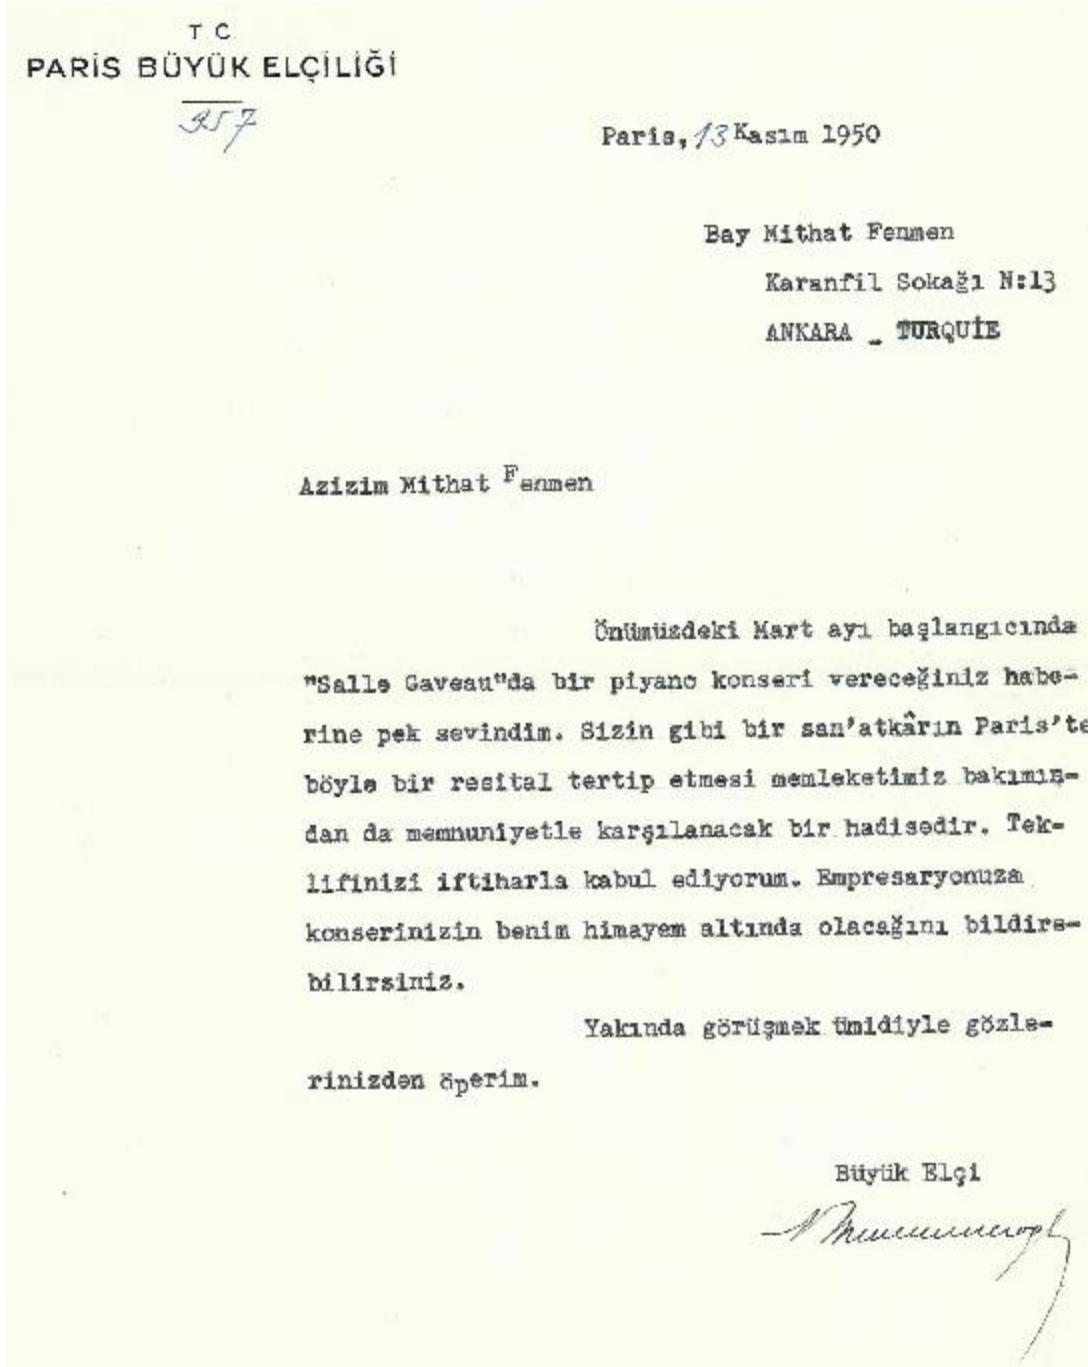 T C
PARİS BÜYÜK ELÇİLİĞİ
957
Paris, 13 Kasım 1950
Bay Mithat Fenmen
Karanfil Sokağı N:13
ANKARA - TURQUİE
Azizim Mithat Fenmen
Önümüzdeki Mart ayı başlangıcında
"Salle Gaveau"da bir piyano konseri vereceğiniz habe-
rine pek sevindim. Sizin gibi bir san'atkârın Paris'te
böyle bir resital tertip etmesi memleketimiz bakımın-
dan da memnuniyetle karşılanacak bir hadisedir. Tek-
lifinizi iftiharla kabul ediyorum. Empresaryonuza
konserinizin benim himayem altında olacağını bildire-
bilirsiniz.
Yakında görüşmek ümidiyle gözle-
rinizden öperim.
Büyük Elçi